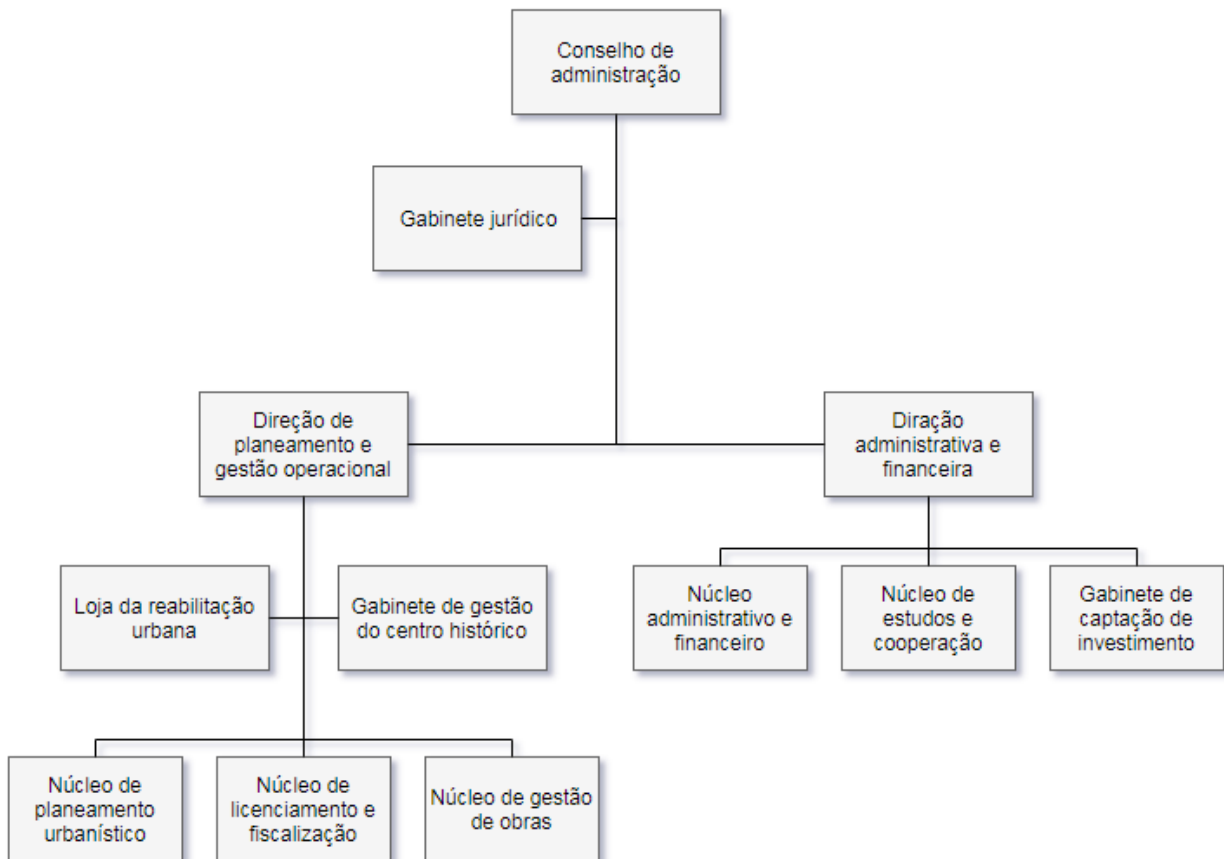 Conselho de
administração
Gabinete jurídico
Direção de
planeamento e
gestão operacional
Diração
administrativa e
financeira
Loja da reabilitação
urbana
Gabinete de gestão
do centro histórico
Núcleo
administrativo e
financeiro
Núcleo de
estudos e
cooperação
Gabinete de
captação de
investimento
Núcleo de
planeamento
urbanístico
Núcleo de
licenciamento e
fiscalização
Núcleo de gestão
de obras